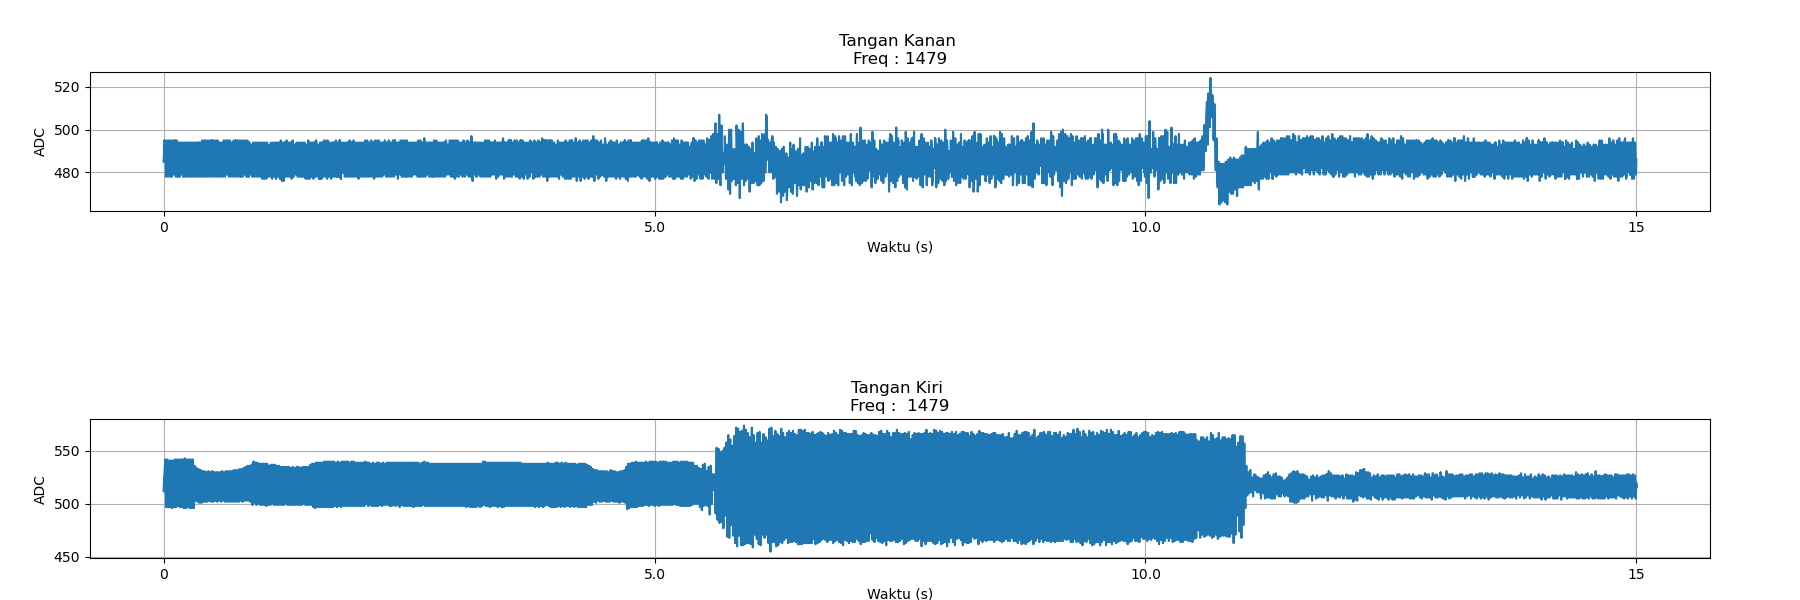 Tangan Kanan
Freq : 1479
520
500
480
ADC
0 5.0 10.0 15
Waktu (s)
Tangan Kiri
Freq :  1479
550
500
450
ADC
0 5.0 10.0 15
Waktu (s)